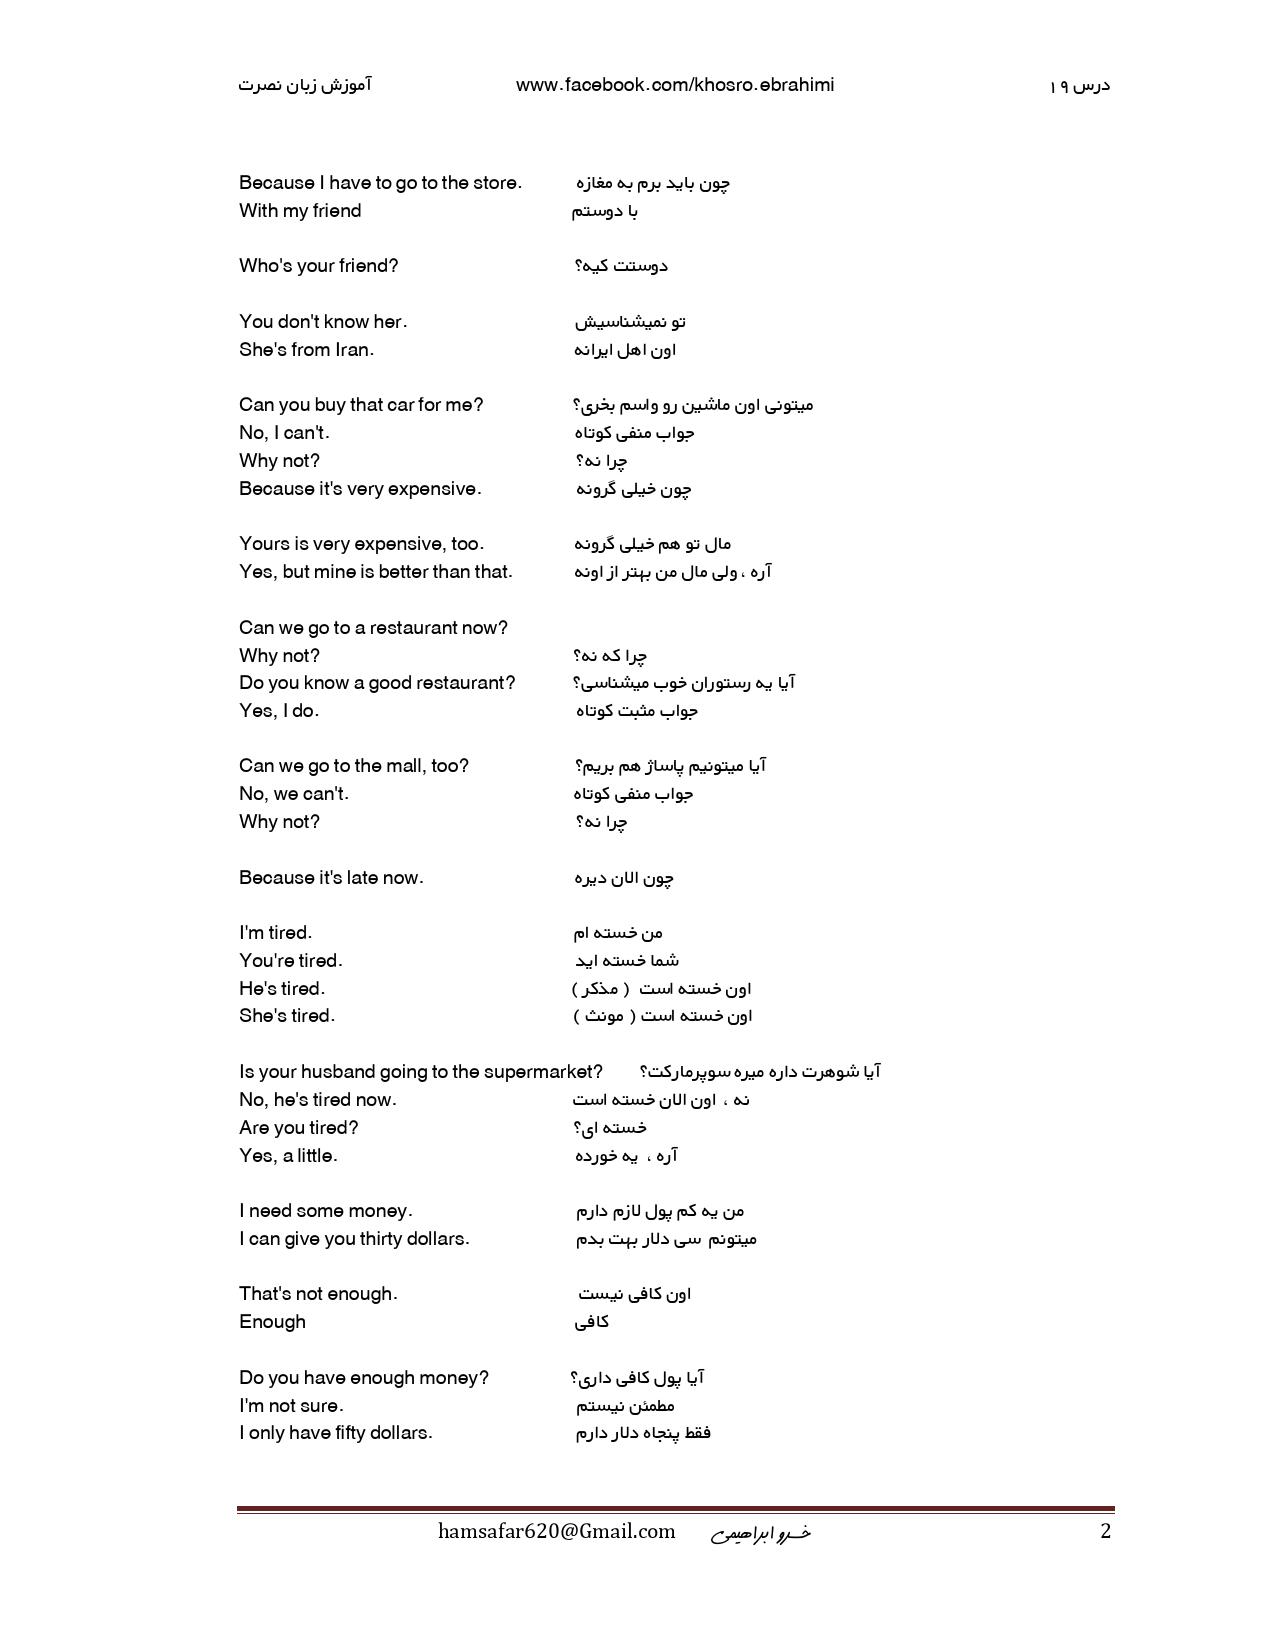 آموزش زبان نصرت www.facebook.com/khosro.ebrahimi درس ۱۹
Because I have to go to the store. چون باید برم به مغازه
With my friend با دوستم
Who's your friend? دوستت کیه؟
You don't know her. تو نمیشناسیش
She's from Iran. اون اهل ایرانه
Can you buy that car for me? میتونی اون ماشین رو واسم بخری؟
No, I can't. جواب منفی کوتاه
Why not? چرا نه؟
Because it's very expensive. چون خیلی گرونه
Yours is very expensive, too. مال تو هم خیلی گرونه
Yes, but mine is better than that. آره ، ولی مال من بهتر از اونه
Can we go to a restaurant now?
Why not? چرا که نه؟
Do you know a good restaurant? آیا یه رستوران خوب میشناسی؟
Yes, I do. جواب مثبت کوتاه
Can we go to the mall, too? آیا میتونیم پاساژ هم بریم؟
No, we can't. جواب منفی کوتاه
Why not? چرا نه؟
Because it's late now. چون الان دیره
I'm tired. من خسته ام
You're tired. شما خسته اید
He's tired. اون خسته است ( مذکر )
She's tired. اون خسته است ( مونث )
Is your husband going to the supermarket? آیا شوهرت داره میره سوپرمارکت؟
No, he's tired now. نه ، اون الان خسته است
Are you tired? خسته ای؟
Yes, a little. آره ، یه خورده
I need some money. من یه کم پول لازم دارم
I can give you thirty dollars. میتونم سی دلار بهت بدم
That's not enough. اون کافی نیست
Enough کافی
Do you have enough money? آیا پول کافی داری؟
I'm not sure. مطمئن نیستم
I only have fifty dollars. فقط پنجاه دلار دارم
hamsafar620@Gmail.com خسرو ابراهیمی 2